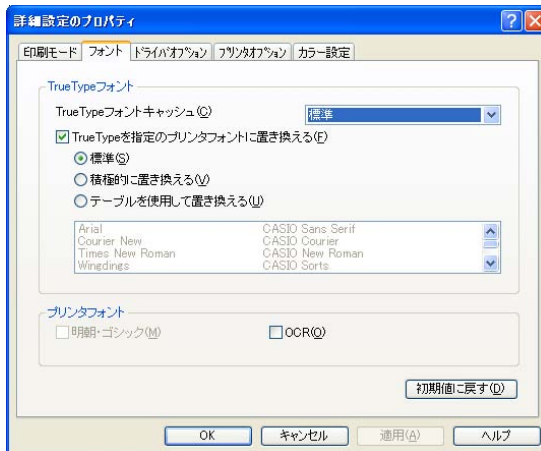 詳細設定のプロパティ
印刷モード フォント ドライバオプション プリンタオプション カラー設定
TrueTypeフォント
TrueTypeフォントキャッシュ(C) 標準
TrueTypeを指定のプリンタフォントに置き換える(F)
標準(S)
積極的に置き換える(V)
テーブルを使用して置き換える(U)
Arial CASIO Sans Serif
Courier New CASIO Courier
Times New Roman CASIO New Roman
Wingdings CASIO Sorts
プリンタフォント
明朝・ゴシック(M) OCR(O)
初期値に戻す(D)
OK キャンセル 適用(A) ヘルプ